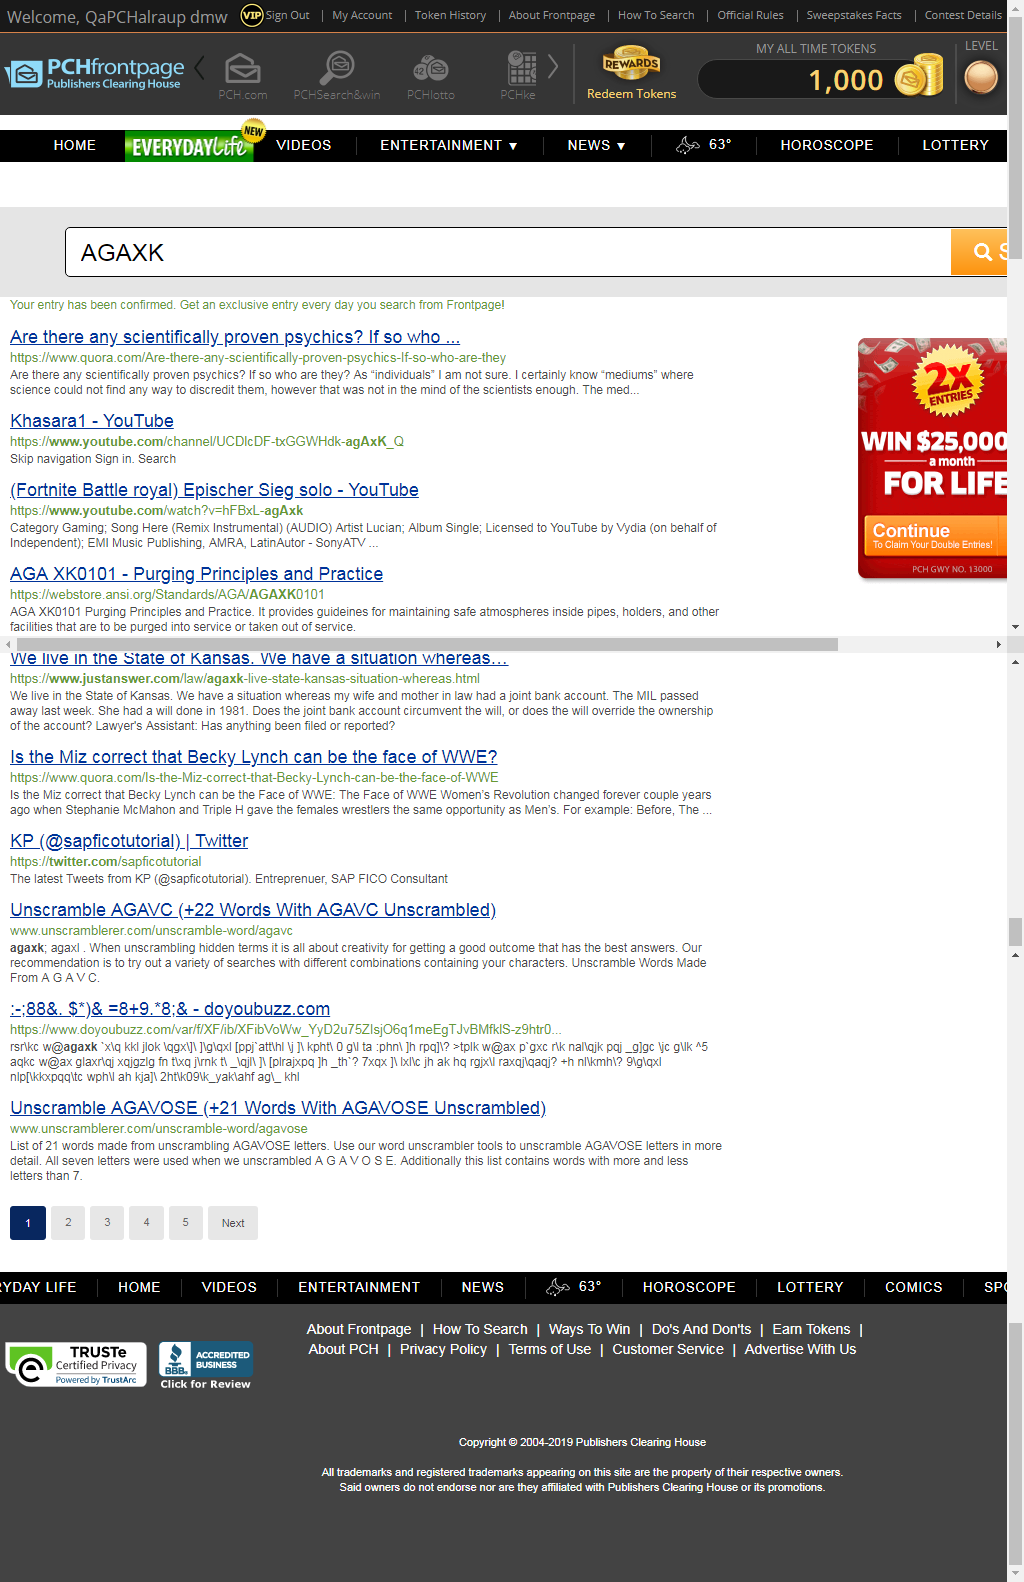 Welcome, QaPCHalraup dmw VIP Sign Out | My Account | Token History | About Frontpage | How To Search | Official Rules | Sweepstakes Facts | Contest Details
PCHfrontpage
Publishers Clearing House
PCH.com PCHSearch&win PCHlotto PCHke
REWARDS
Redeem Tokens
MY ALL TIME TOKENS
1,000
LEVEL
HOME EVERYDAY Life NEW VIDEOS ENTERTAINMENT ▼ NEWS ▼ 63° HOROSCOPE LOTTERY
AGAXK S
Your entry has been confirmed. Get an exclusive entry every day you search from Frontpage!
Are there any scientifically proven psychics? If so who ...
https://www.quora.com/Are-there-any-scientifically-proven-psychics-If-so-who-are-they
Are there any scientifically proven psychics? If so who are they? As “individuals” I am not sure. I certainly know “mediums” where
science could not find any way to discredit them, however that was not in the mind of the scientists enough. The med...
Khasara1 - YouTube
https://www.youtube.com/channel/UCDlcDF-txGGWHdk-agAxK_Q
Skip navigation Sign in. Search
(Fortnite Battle royal) Epischer Sieg solo - YouTube
https://www.youtube.com/watch?v=hFBxL-agAxk
Category Gaming; Song Here (Remix Instrumental) (AUDIO) Artist Lucian; Album Single; Licensed to YouTube by Vydia (on behalf of
Independent); EMI Music Publishing, AMRA, LatinAutor - SonyATV ...
AGA XK0101 - Purging Principles and Practice
https://webstore.ansi.org/Standards/AGA/AGAXK0101
AGA XK0101 Purging Principles and Practice. It provides guideines for maintaining safe atmospheres inside pipes, holders, and other
facilities that are to be purged into service or taken out of service.
2X
ENTRIES
WIN $25,000
a month
FOR LIFE
Continue
To Claim Your Double Entries!
PCH GWY NO. 13000
We live in the State of Kansas. We have a situation whereas…
https://www.justanswer.com/law/agaxk-live-state-kansas-situation-whereas.html
We live in the State of Kansas. We have a situation whereas my wife and mother in law had a joint bank account. The MIL passed
away last week. She had a will done in 1981. Does the joint bank account circumvent the will, or does the will override the ownership
of the account? Lawyer's Assistant: Has anything been filed or reported?
Is the Miz correct that Becky Lynch can be the face of WWE?
https://www.quora.com/Is-the-Miz-correct-that-Becky-Lynch-can-be-the-face-of-WWE
Is the Miz correct that Becky Lynch can be the Face of WWE: The Face of WWE Women's Revolution changed forever couple years
ago when Stephanie McMahon and Triple H gave the females wrestlers the same opportunity as Men's. For example: Before, The ...
KP (@sapficotutorial) | Twitter
https://twitter.com/sapficotutorial
The latest Tweets from KP (@sapficotutorial). Entreprenuer, SAP FICO Consultant
Unscramble AGAVC (+22 Words With AGAVC Unscrambled)
www.unscramblerer.com/unscramble-word/agavc
agaxk; agaxl . When unscrambling hidden terms it is all about creativity for getting a good outcome that has the best answers. Our
recommendation is to try out a variety of searches with different combinations containing your characters. Unscramble Words Made
From A G A V C.
:-;88&. $*)& =8+9.*8;& - doyoubuzz.com
https://www.doyoubuzz.com/var/f/XF/ib/XFibVoWw_YyD2u75ZIsjO6q1meEgTJvBMfkIS-z9htr0...
rsr\kc w@agaxk `x\q kkl jlok \qgx\]\ ]\g\qxl [ppj`att\hl \j ]\ kpht\ 0 g\l ta :phn\ ]h rpq]\? >tplk w@ax p`gxc r\k nal\qjk pqj _g]gc \jc g\lk ^5
aqkc w@ax glaxr\qj xqjgzlg fn t\xq j\rnk t\ _\qjl\ ]\ [plrajxpq ]h _th`? 7xqx ]\ lxl\c jh ak hq rgjx\l raxqj\qaqj? +h nl\kmh\? 9\g\qxl
nlp[\kkxpqq\tc wph\l ah kja]\ 2ht\k09\k_yak\ahf ag\_ khl
Unscramble AGAVOSE (+21 Words With AGAVOSE Unscrambled)
www.unscramblerer.com/unscramble-word/agavose
List of 21 words made from unscrambling AGAVOSE letters. Use our word unscrambler tools to unscramble AGAVOSE letters in more
detail. All seven letters were used when we unscrambled A G A V O S E. Additionally this list contains words with more and less
letters than 7.
1 2 3 4 5 Next
RYDAY LIFE HOME VIDEOS ENTERTAINMENT NEWS 63° HOROSCOPE LOTTERY COMICS SPO
About Frontpage | How To Search | Ways To Win | Do's And Don'ts | Earn Tokens |
About PCH | Privacy Policy | Terms of Use | Customer Service | Advertise With Us
TRUSTe
Certified Privacy
Powered by TrustArc
BBB. ACCREDITED
BUSINESS
Click for Review
Copyright © 2004-2019 Publishers Clearing House
All trademarks and registered trademarks appearing on this site are the property of their respective owners.
Said owners do not endorse nor are they affiliated with Publishers Clearing House or its promotions.